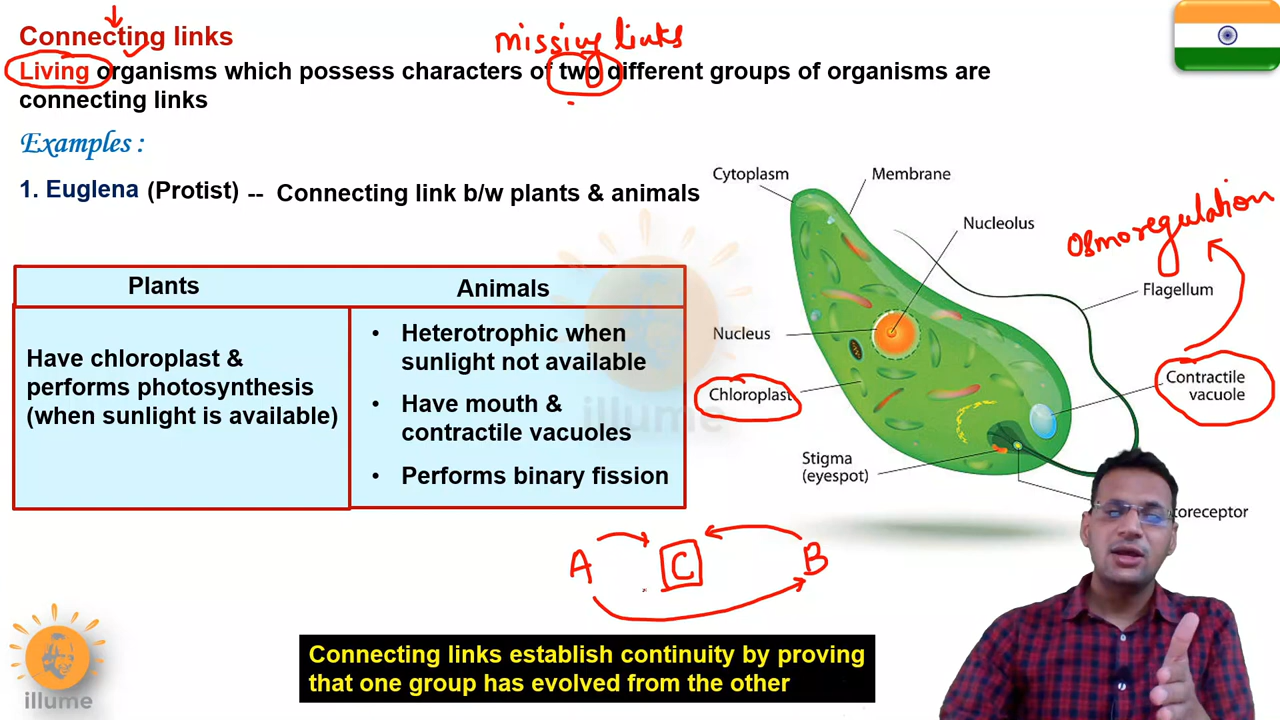 Connecting links
missing links
Living organisms which possess characters of two different groups of organisms are
connecting links
Examples :
1. Euglena (Protist) -- Connecting link b/w plants & animals
Plants
Animals
Have chloroplast &
performs photosynthesis
(when sunlight is available)
• Heterotrophic when
sunlight not available
• Have mouth &
contractile vacuoles
• Performs binary fission
Cytoplasm
Membrane
Nucleolus
Osmoregulation
Flagellum
Nucleus
Contractile
vacuole
Chloroplast
Stigma
(eyespot)
toreceptor
A C B
Connecting links establish continuity by proving
that one group has evolved from the other
illume
illume